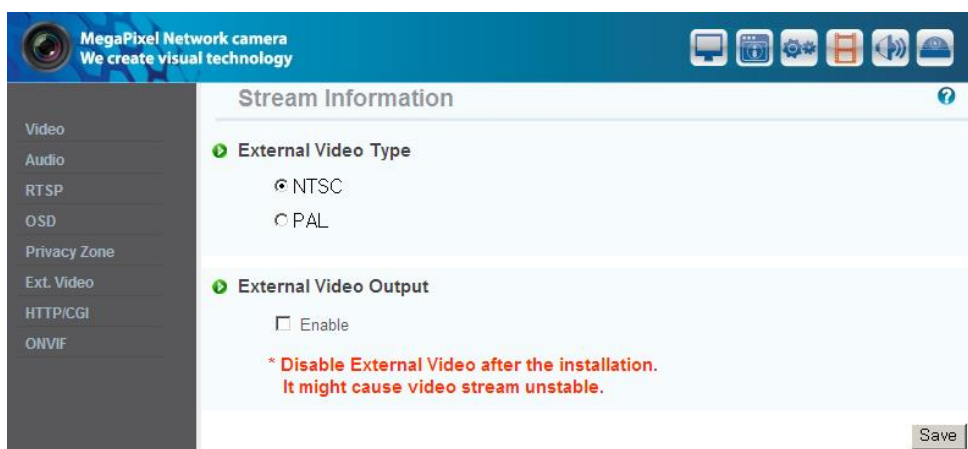 MegaPixel Network camera
We create visual technology
Stream Information
Video
Audio
RTSP
OSD
Privacy Zone
Ext. Video
HTTP/CGI
ONVIF
External Video Type
NTSC
PAL
External Video Output
Enable
* Disable External Video after the installation.
It might cause video stream unstable.
Save